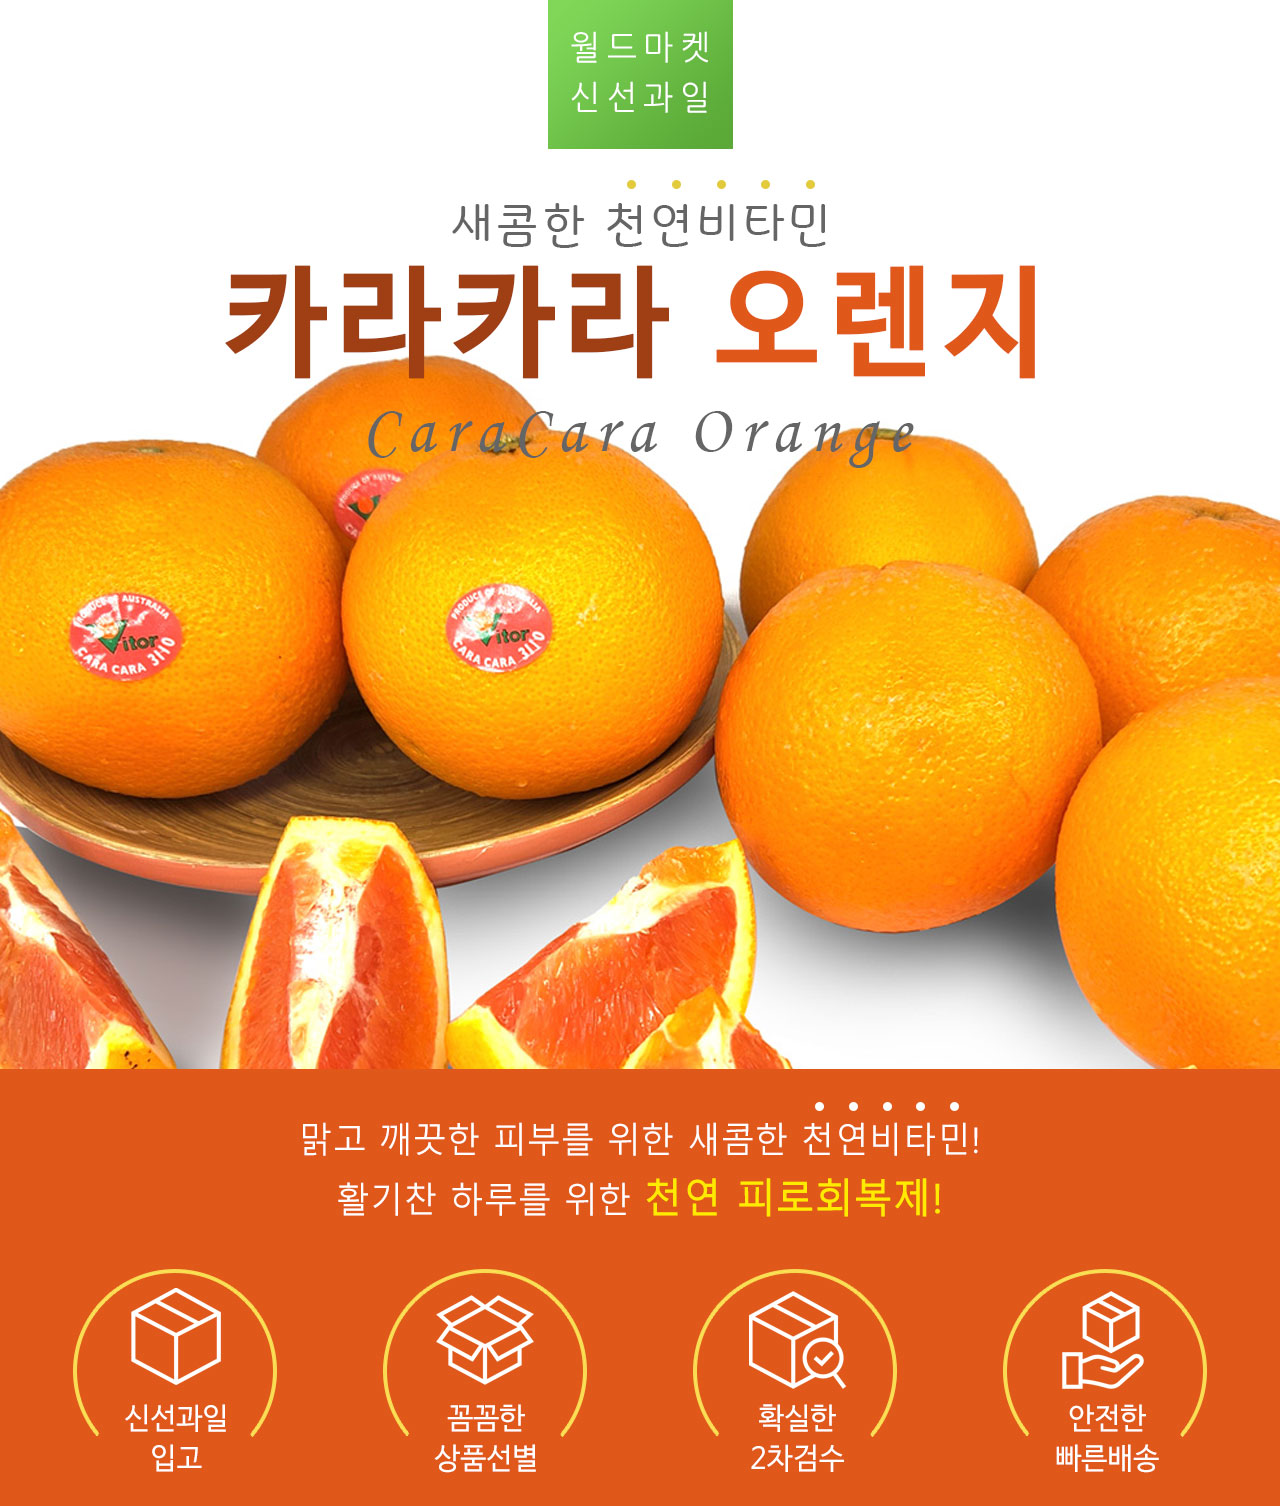 월드마켓
신선과일
새콤한 천연비타민
카라카라 오렌지
CaraCara Orange
PRODUCE OF AUSTRALIA
Vitor
CARA CARA 3110
PRODUCE OF AUSTRALIA
Vitor
CARA CARA 3110
PRODUCE OF AUSTRA
맑고 깨끗한 피부를 위한 새콤한 천연비타민!
활기찬 하루를 위한 천연 피로회복제!
신선과일
입고
꼼꼼한
상품선별
확실한
2차검수
안전한
빠른배송